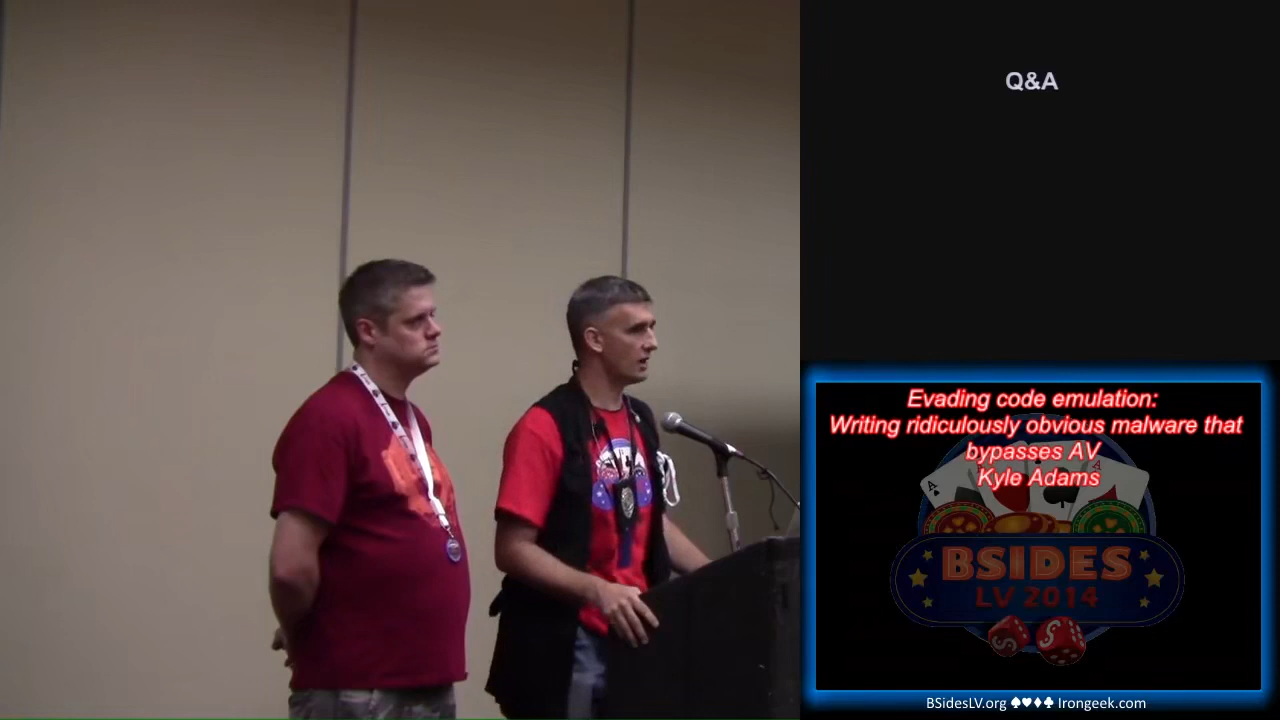 Q&A
Evading code emulation:
Writing ridiculously obvious malware that
bypasses AV
Kyle Adams
BSIDES
LV 2014
BSidesLV.org ♠♥♦♣ Irongeek.com